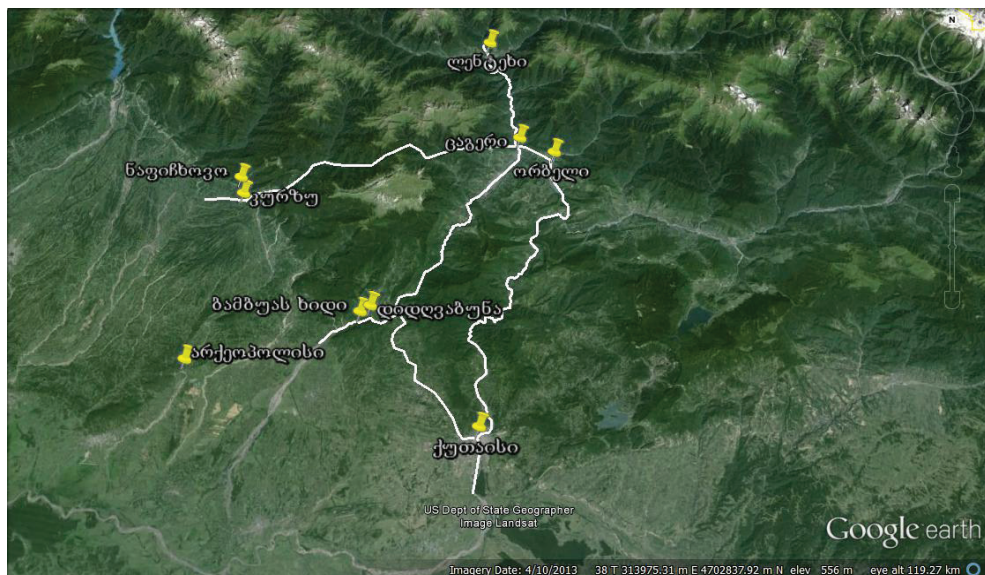 N
ლენტეხი
ცაგერი
ორბელი
ნაფიჩხოვო
კურზუ
ბამბუას ხიდი
დიდღვაბუნა
არქეოპოლისი
ქუთაისი
US Dept of State Geographer
Image Landsat
Google earth
Imagery Date: 4/10/2013 38 T 313975.31 m E 4702837.92 m N elev 556 m eye alt 119.27 km